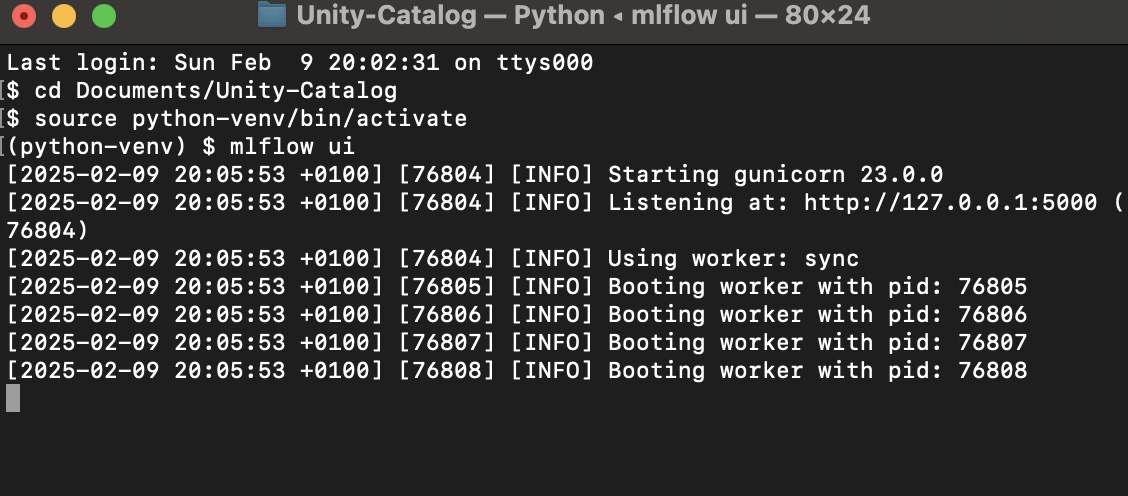 Unity-Catalog — Python ◂ mlflow ui — 80×24
Last login: Sun Feb  9 20:02:31 on ttys000
[$ cd Documents/Unity-Catalog
[$ source python-venv/bin/activate
[(python-venv) $ mlflow ui
[2025-02-09 20:05:53 +0100] [76804] [INFO] Starting gunicorn 23.0.0
[2025-02-09 20:05:53 +0100] [76804] [INFO] Listening at: http://127.0.0.1:5000 (
76804)
[2025-02-09 20:05:53 +0100] [76804] [INFO] Using worker: sync
[2025-02-09 20:05:53 +0100] [76805] [INFO] Booting worker with pid: 76805
[2025-02-09 20:05:53 +0100] [76806] [INFO] Booting worker with pid: 76806
[2025-02-09 20:05:53 +0100] [76807] [INFO] Booting worker with pid: 76807
[2025-02-09 20:05:53 +0100] [76808] [INFO] Booting worker with pid: 76808